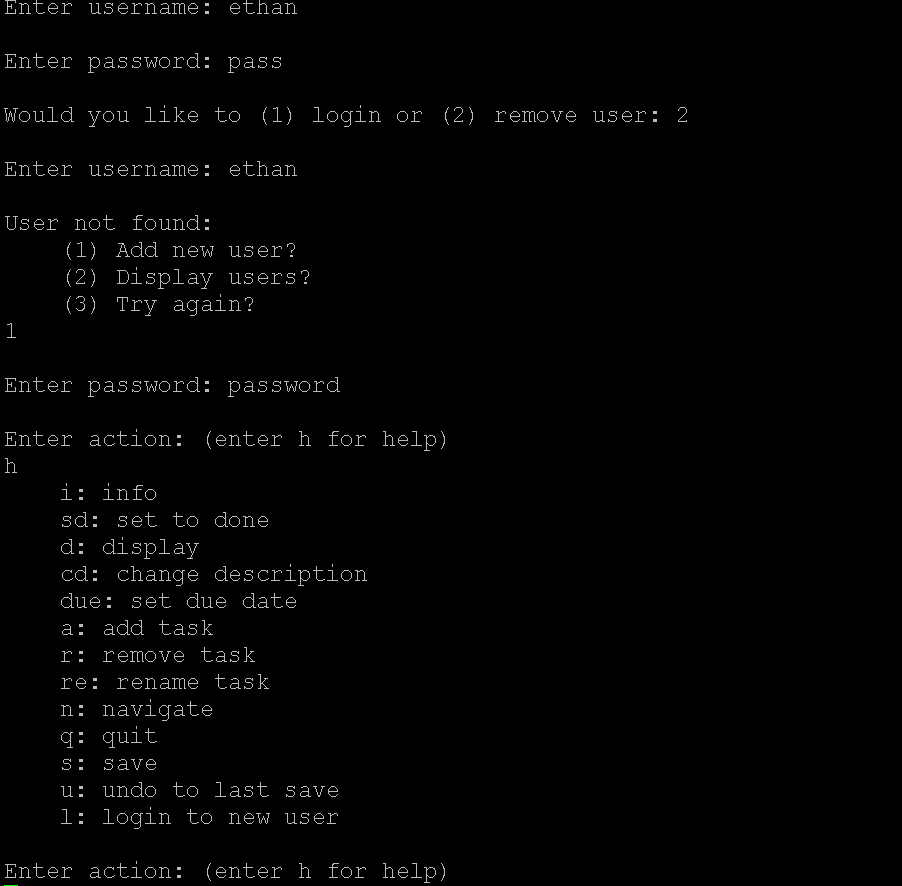 Enter username: ethan
Enter password: pass
Would you like to (1) login or (2) remove user: 2
Enter username: ethan
User not found:
(1) Add new user?
(2) Display users?
(3) Try again?
1
Enter password: password
Enter action: (enter h for help)
h
i: info
sd: set to done
d: display
cd: change description
due: set due date
a: add task
r: remove task
re: rename task
n: navigate
q: quit
s: save
u: undo to last save
l: login to new user
Enter action: (enter h for help)